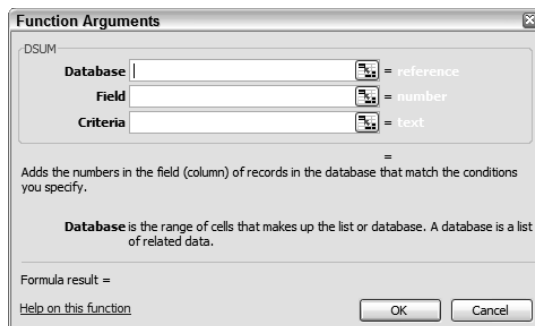 Function Arguments
DSUM
Database = reference
Field = number
Criteria = text
=
Adds the numbers in the field (column) of records in the database that match the conditions
you specify.
Database is the range of cells that makes up the list or database. A database is a list
of related data.
Formula result =
Help on this function
OK Cancel